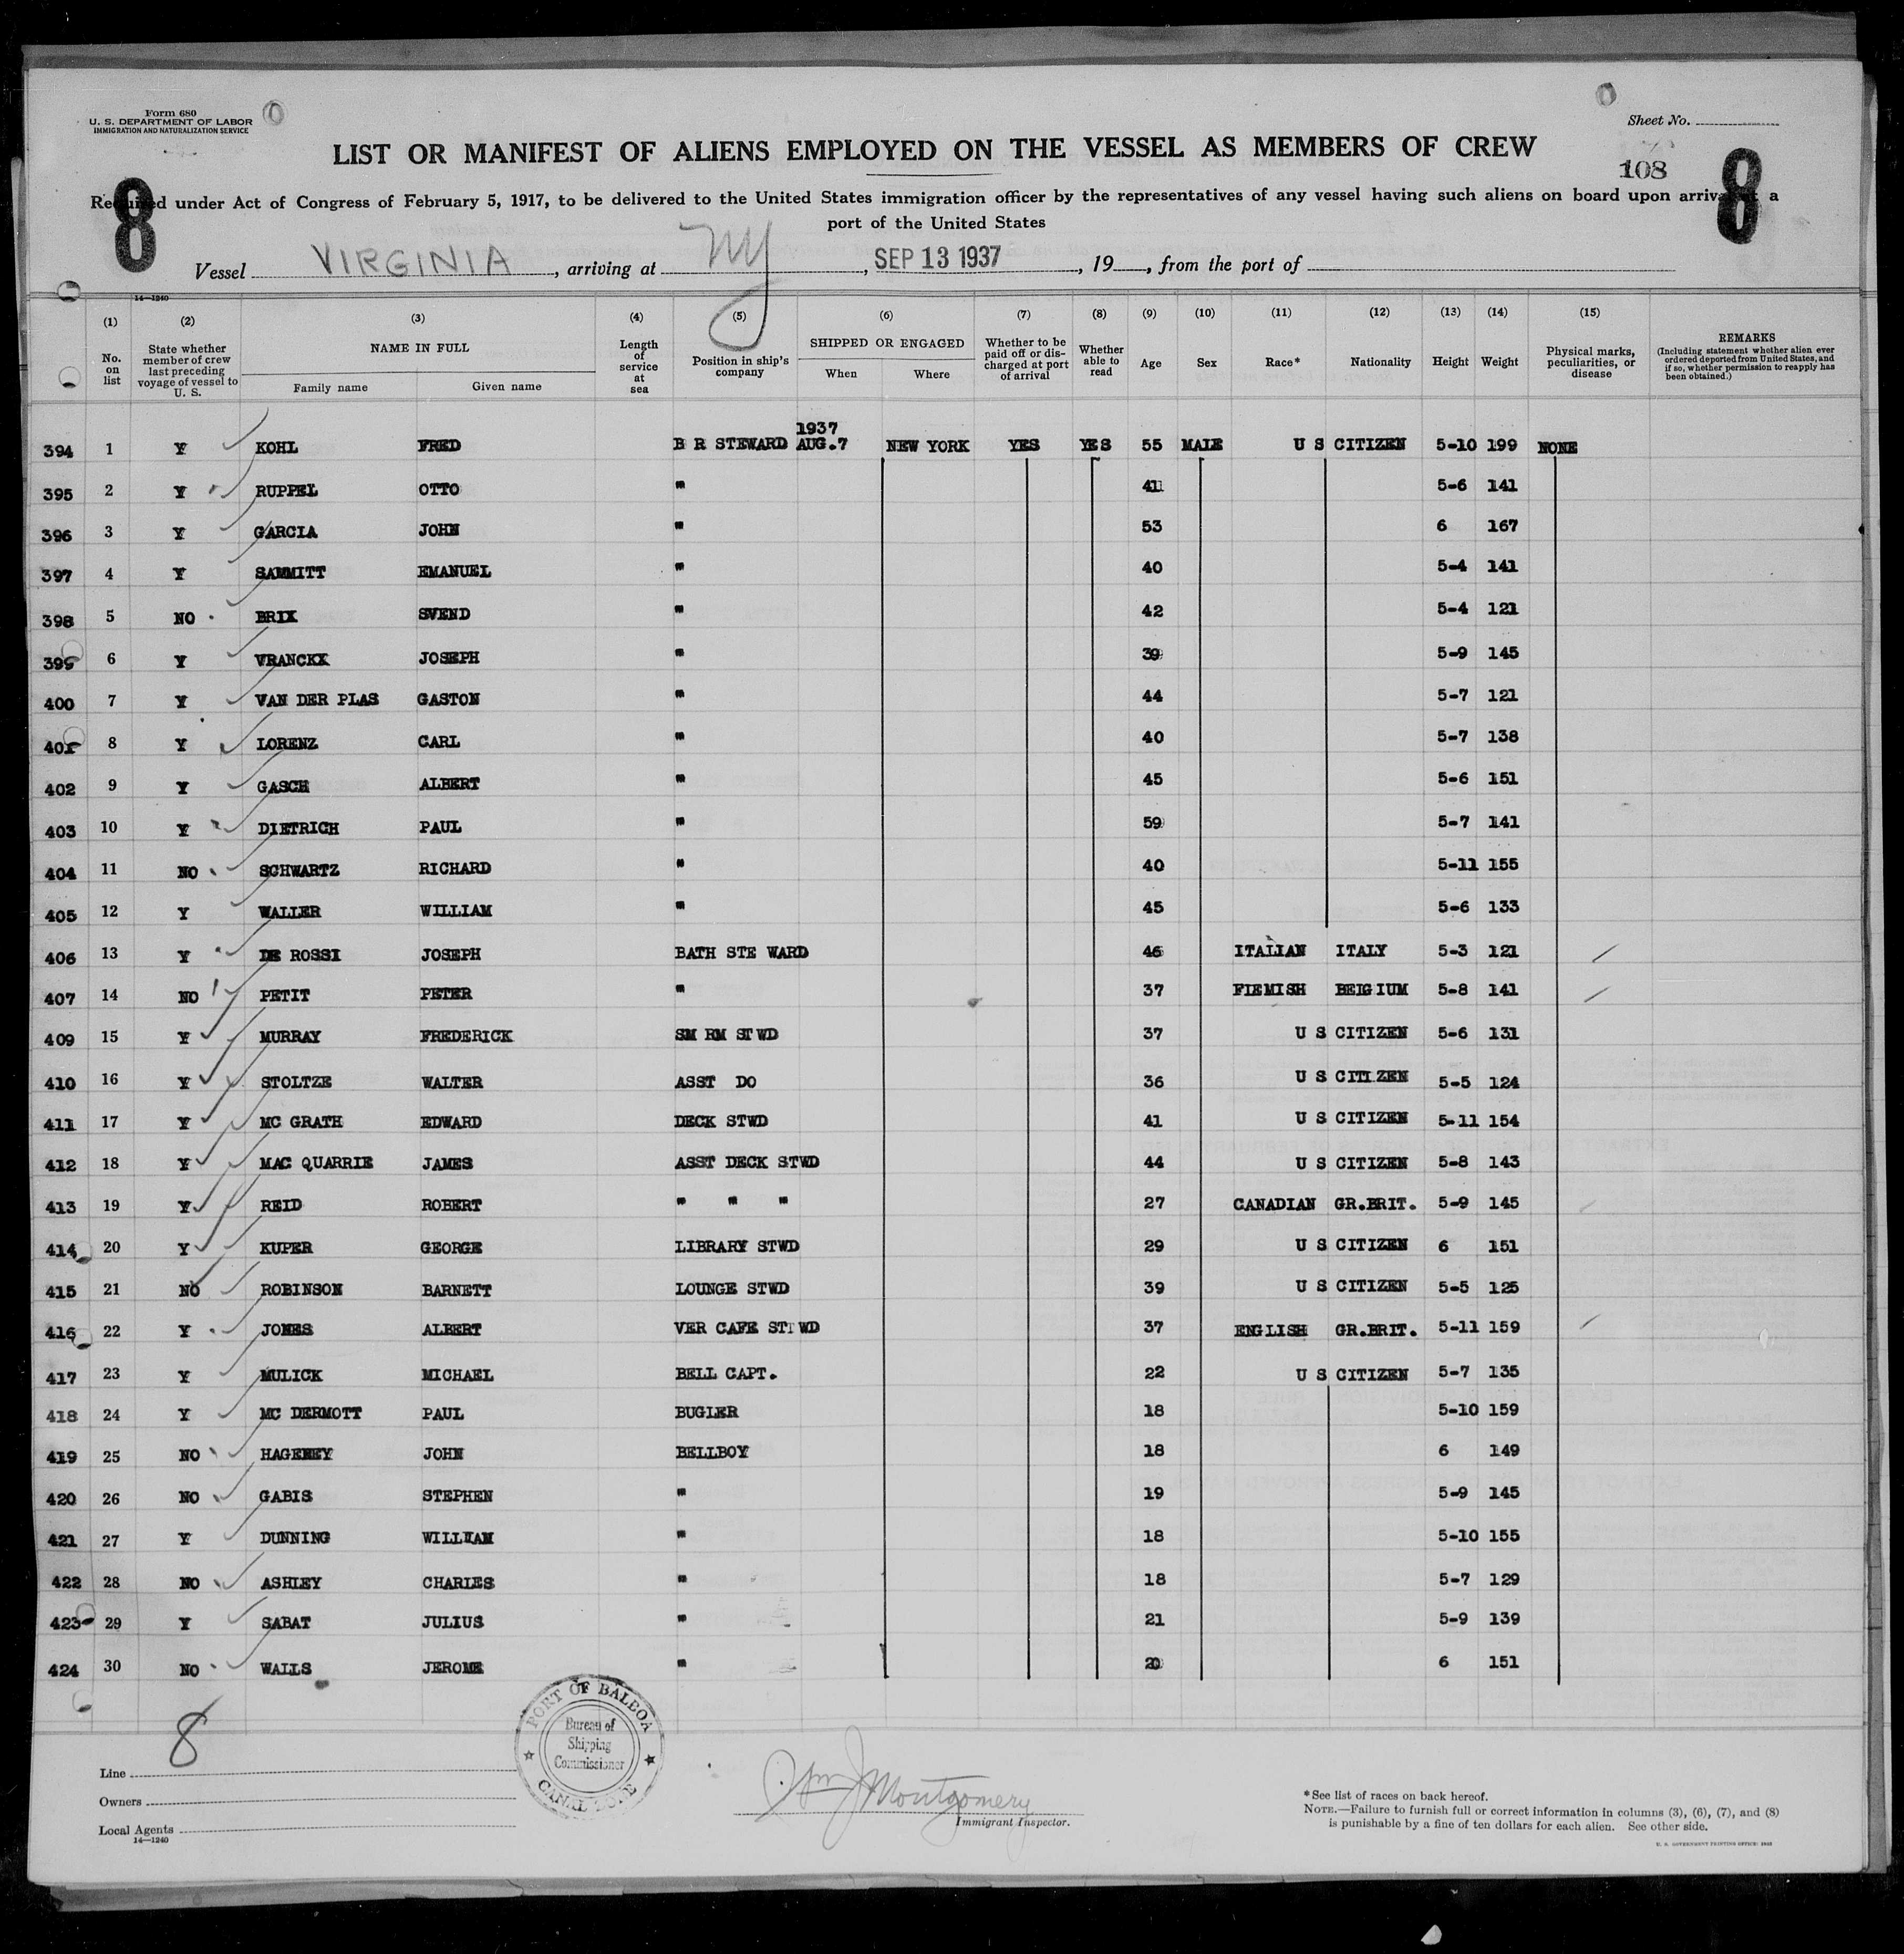 Form 680
U. S. DEPARTMENT OF LABOR
IMMIGRATION AND NATURALIZATION SERVICE
Sheet No.
LIST OR MANIFEST OF ALIENS EMPLOYED ON THE VESSEL AS MEMBERS OF CREW
108
8 8
Required under Act of Congress of February 5, 1917, to be delivered to the United States immigration officer by the representatives of any vessel having such aliens on board upon arrival at a
port of the United States
Vessel VIRGINIA, arriving at NY, SEP 13 1937, 19, from the port of
14—1240
(1) (2) (3) (4) (5) (6) (7) (8) (9) (10) (11) (12) (13) (14) (15)
No. on list State whether member of crew last preceding voyage of vessel to U. S. NAME IN FULL Family name Given name Length of service at sea Position in ship's company SHIPPED OR ENGAGED When Where Whether to be paid off or discharged at port of arrival Whether able to read Age Sex Race* Nationality Height Weight Physical marks, peculiarities, or disease REMARKS (Including statement whether alien ever ordered deported from United States, and if so, whether permission to reapply has been obtained.)
1937
394 1 Y KOHL FRED B R STEWARD AUG.7 NEW YORK YES YES 55 MALE U S CITIZEN 5-10 199 NONE
395 2 Y RUPPEL OTTO " 41 5-6 141
396 3 Y GARCIA JOHN " 53 6 167
397 4 Y SAMMITT EMANUEL " 40 5-4 141
398 5 NO BRIX SVEND " 42 5-4 121
399 6 Y VRANCKX JOSEPH " 39 5-9 145
400 7 Y VAN DER PLAS GASTON " 44 5-7 121
401 8 Y LORENZ CARL " 40 5-7 138
402 9 Y GASCH ALBERT " 45 5-6 151
403 10 Y DIETRICH PAUL " 59 5-7 141
404 11 NO SCHWARTZ RICHARD " 40 5-11 155
405 12 Y WALLER WILLIAM " 45 5-6 133
406 13 Y DE ROSSI JOSEPH BATH STE WARD 46 ITALIAN ITALY 5-3 121
407 14 NO PETIT PETER " 37 FLEMISH BELGIUM 5-8 141
409 15 Y MURRAY FREDERICK SM RM STWD 37 U S CITIZEN 5-6 131
410 16 Y STOLTZE WALTER ASST DO 36 U S CITIZEN 5-5 124
411 17 Y MC GRATH EDWARD DECK STWD 41 U S CITIZEN 5-11 154
412 18 Y MAC QUARRIE JAMES ASST DECK STWD 44 U S CITIZEN 5-8 143
413 19 Y REID ROBERT " " " 27 CANADIAN GR.BRIT. 5-9 145
414 20 Y KUPER GEORGE LIBRARY STWD 29 U S CITIZEN 6 151
415 21 NO ROBINSON BARNETT LOUNGE STWD 39 U S CITIZEN 5-5 125
416 22 Y JONES ALBERT VER CAFE STWD 37 ENGLISH GR.BRIT. 5-11 159
417 23 Y MULICK MICHAEL BELL CAPT. 22 U S CITIZEN 5-7 135
418 24 Y MC DERMOTT PAUL BUGLER 18 5-10 159
419 25 NO HAGENEY JOHN BELLBOY 18 6 149
420 26 NO GABIS STEPHEN " 19 5-9 145
421 27 Y DUNNING WILLIAM " 18 5-10 155
422 28 NO ASHLEY CHARLES " 18 5-7 129
423 29 Y SABAT JULIUS " 21 5-9 139
424 30 NO WALLS JEROME " 20 6 151
8
PORT OF BALBOA
Bureau of
Shipping
Commissioner
CANAL ZONE
Line
Owners
Local Agents
14—1240
Wm J Montgomery
Immigrant Inspector.
*See list of races on back hereof.
NOTE.—Failure to furnish full or correct information in columns (3), (6), (7), and (8)
is punishable by a fine of ten dollars for each alien. See other side.